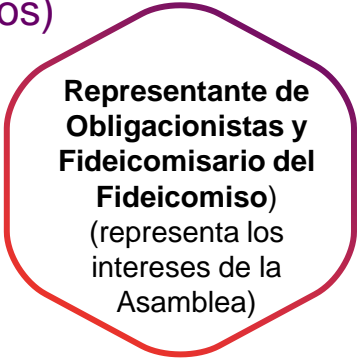 os)
Representante de
Obligacionistas y
Fideicomisario del
Fideicomiso)
(representa los
intereses de la
Asamblea)